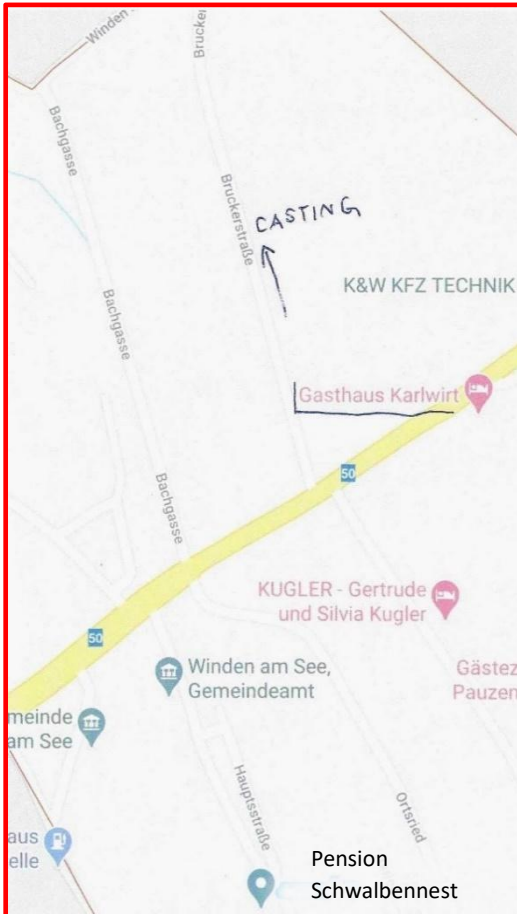 Winden
Brucker
Bachgasse
Bruckerstraße
CASTING
K&W KFZ TECHNIK
Bachgasse
Gasthaus Karlwirt
50
Bachgasse
KUGLER - Gertrude
und Silvia Kugler
50
Winden am See,
Gemeindeamt
Gästez
Pauzen
meinde
am See
Hauptsstraße
Ortsried
aus
elle
Pension
Schwalbennest